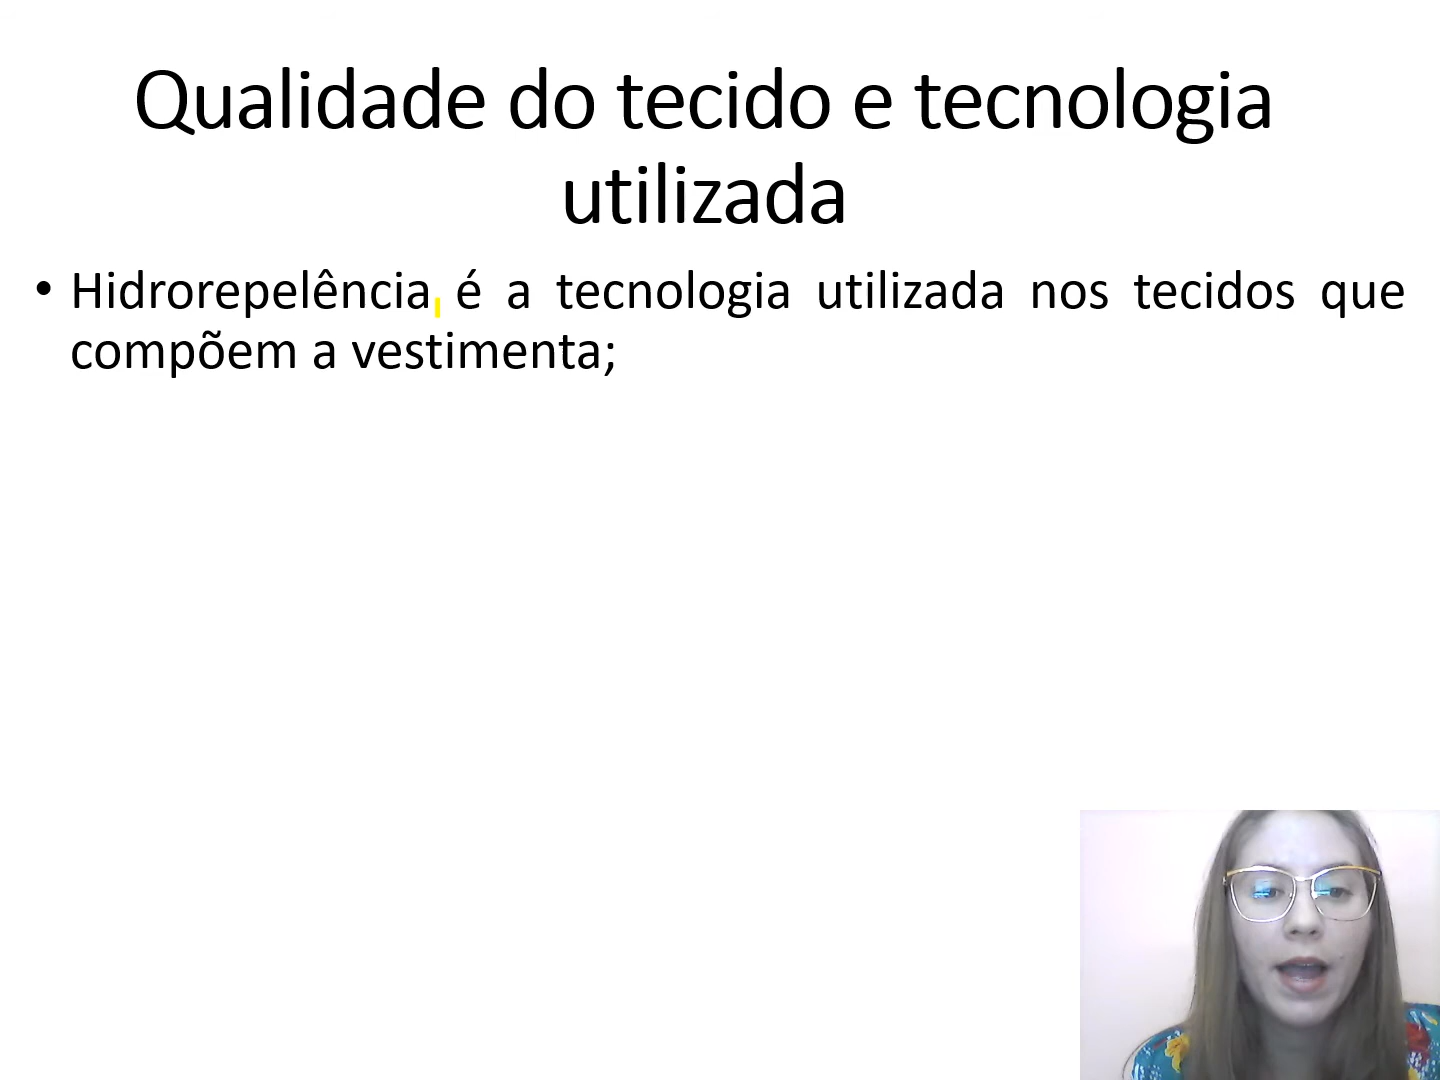 Qualidade do tecido e tecnologia
utilizada
• Hidrorepelência é a tecnologia utilizada nos tecidos que
compõem a vestimenta;